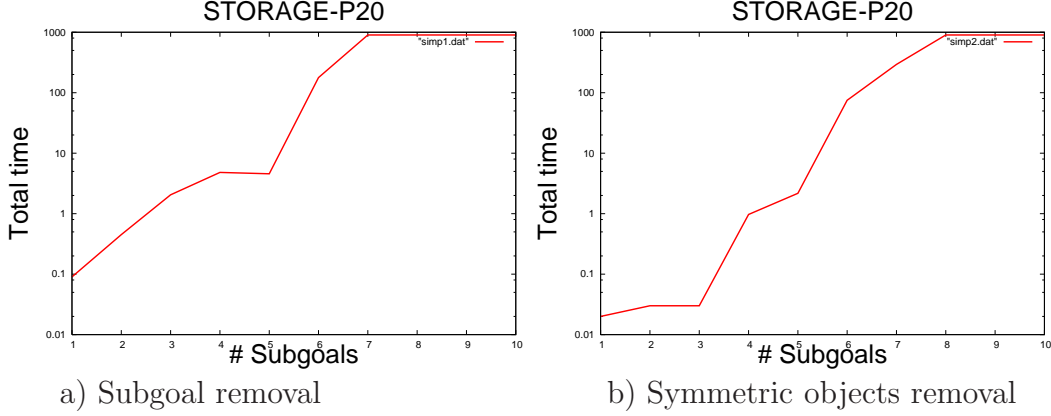 STORAGE-P20
"simp1.dat"
1000
100
10
1
0.1
0.01
Total time
1 2 3 4 5 6 7 8 9 10
# Subgoals
a) Subgoal removal
STORAGE-P20
"simp2.dat"
1000
100
10
1
0.1
0.01
Total time
1 2 3 4 5 6 7 8 9 10
# Subgoals
b) Symmetric objects removal